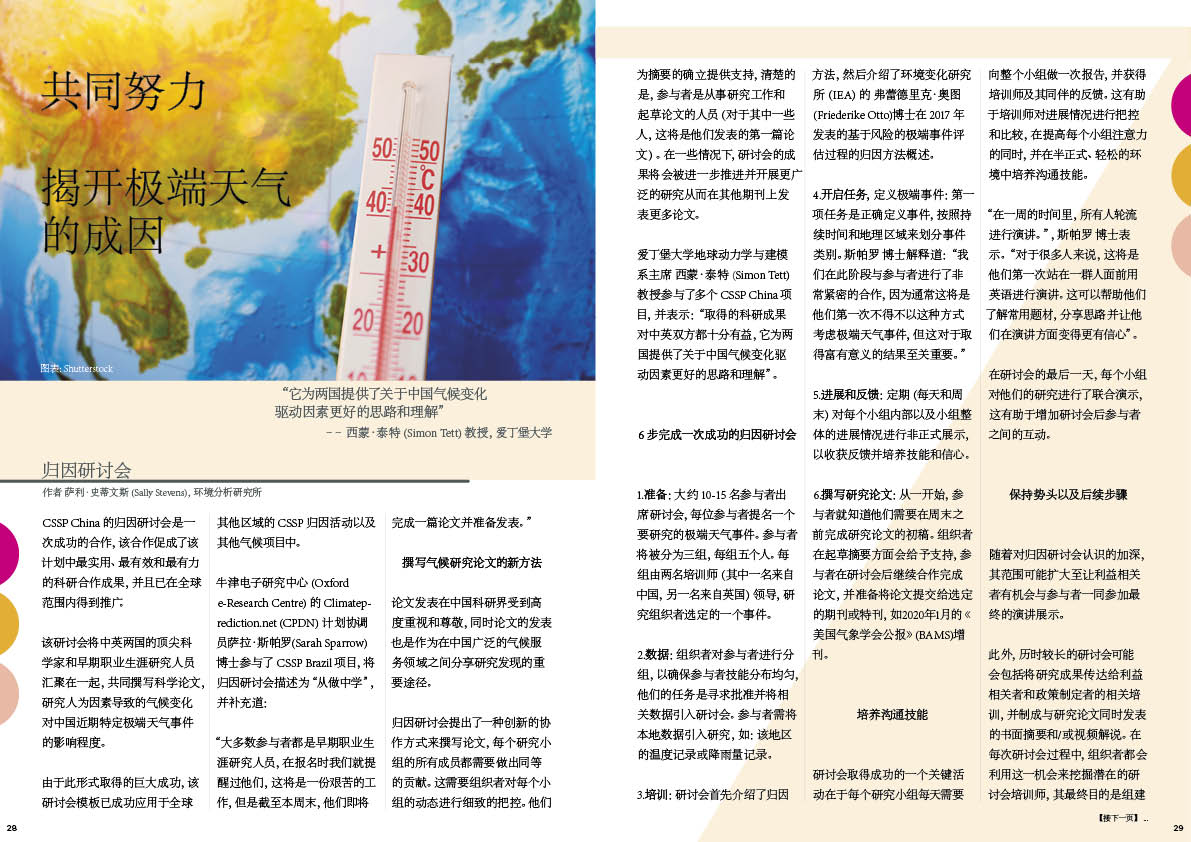 共同努力
揭开极端天气
的成因
50
50
°C
40
40
+
30
20
20
10
10
图表: Shutterstock
“它为两国提供了关于中国气候变化
驱动因素更好的思路和理解”
-- 西蒙·泰特 (Simon Tett) 教授, 爱丁堡大学
归因研讨会
作者 萨利·史蒂文斯 (Sally Stevens), 环境分析研究所
CSSP China 的归因研讨会是一
次成功的合作, 该合作促成了该
计划中最实用、最有效和最有力
的科研合作成果, 并且已在全球
范围内得到推广。
该研讨会将中英两国的顶尖科
学家和早期职业生涯研究人员
汇聚在一起, 共同撰写科学论文,
研究人为因素导致的气候变化
对中国近期特定极端天气事件
的影响程度。
由于此形式取得的巨大成功, 该
研讨会模板已成功应用于全球
其他区域的 CSSP 归因活动以及
其他气候项目中。
牛津电子研究中心 (Oxford
e-Research Centre) 的 Climatep-
rediction.net (CPDN) 计划协调
员萨拉·斯帕罗(Sarah Sparrow)
博士参与了 CSSP Brazil 项目, 将
归因研讨会描述为 “从做中学”,
并补充道:
“大多数参与者都是早期职业生
涯研究人员, 在报名时我们就提
醒过他们, 这将是一份艰苦的工
作, 但是截至本周末, 他们即将
完成一篇论文并准备发表。”
撰写气候研究论文的新方法
论文发表在中国科研界受到高
度重视和尊敬, 同时论文的发表
也是作为在中国广泛的气候服
务领域之间分享研究发现的重
要途径。
归因研讨会提出了一种创新的协
作方式来撰写论文, 每个研究小
组的所有成员都需要做出同等
的贡献。这需要组织者对每个小
组的动态进行细致的把控。他们
28
为摘要的确立提供支持, 清楚的
是, 参与者是从事研究工作和
起草论文的人员 (对于其中一些
人, 这将是他们发表的第一篇论
文) 。在一些情况下, 研讨会的成
果将会被进一步推进并开展更广
泛的研究从而在其他期刊上发
表更多论文。
爱丁堡大学地球动力学与建模
系主席 西蒙·泰特 (Simon Tett)
教授参与了多个 CSSP China 项
目, 并表示: “取得的科研成果
对中英双方都十分有益, 它为两
国提供了关于中国气候变化驱
动因素更好的思路和理解”。
6 步完成一次成功的归因研讨会
1.准备: 大约 10-15 名参与者出
席研讨会, 每位参与者提名一个
要研究的极端天气事件。参与者
将被分为三组, 每组五个人。每
组由两名培训师 (其中一名来自
中国, 另一名来自英国) 领导, 研
究组织者选定的一个事件。
2.数据: 组织者对参与者进行分
组, 以确保参与者技能分布均匀,
他们的任务是寻求批准并将相
关数据引入研讨会。参与者需将
本地数据引入研究, 如: 该地区
的温度记录或降雨量记录。
3.培训: 研讨会首先介绍了归因
方法, 然后介绍了环境变化研究
所 (IEA) 的 弗蕾德里克·奥图
(Friederike Otto)博士在 2017 年
发表的基于风险的极端事件评
估过程的归因方法概述。
4.开启任务, 定义极端事件: 第一
项任务是正确定义事件, 按照持
续时间和地理区域来划分事件
类别。斯帕罗 博士解释道: “我
们在此阶段与参与者进行了非
常紧密的合作, 因为通常这将是
他们第一次不得不以这种方式
考虑极端天气事件, 但这对于取
得富有意义的结果至关重要。”
5.进展和反馈: 定期 (每天和周
末) 对每个小组内部以及小组整
体的进展情况进行非正式展示,
以收获反馈并培养技能和信心。
6.撰写研究论文: 从一开始, 参
与者就知道他们需要在周末之
前完成研究论文的初稿。组织者
在起草摘要方面会给予支持, 参
与者在研讨会后继续合作完成
论文, 并准备将论文提交给选定
的期刊或特刊, 如2020年1月的《
美国气象学会公报》(BAMS)增
刊。
培养沟通技能
研讨会取得成功的一个关键活
动在于每个研究小组每天需要
向整个小组做一次报告, 并获得
培训师及其同伴的反馈。这有助
于培训师对进展情况进行把控
和比较, 在提高每个小组注意力
的同时, 并在半正式、轻松的环
境中培养沟通技能。
“在一周的时间里, 所有人轮流
进行演讲。”, 斯帕罗 博士表
示。“对于很多人来说, 这将是
他们第一次站在一群人面前用
英语进行演讲。这可以帮助他们
了解常用题材, 分享思路并让他
们在演讲方面变得更有信心”。
在研讨会的最后一天, 每个小组
对他们的研究进行了联合演示,
这有助于增加研讨会后参与者
之间的互动。
保持势头以及后续步骤
随着对归因研讨会认识的加深,
其范围可能扩大至让利益相关
者有机会与参与者一同参加最
终的演讲展示。
此外, 历时较长的研讨会可能
会包括将研究成果传达给利益
相关者和政策制定者的相关培
训, 并制成与研究论文同时发表
的书面摘要和/或视频解说。在
每次研讨会过程中, 组织者都会
利用这一机会来挖掘潜在的研
讨会培训师, 其最终目的是组建
【接下一页】 ...
29